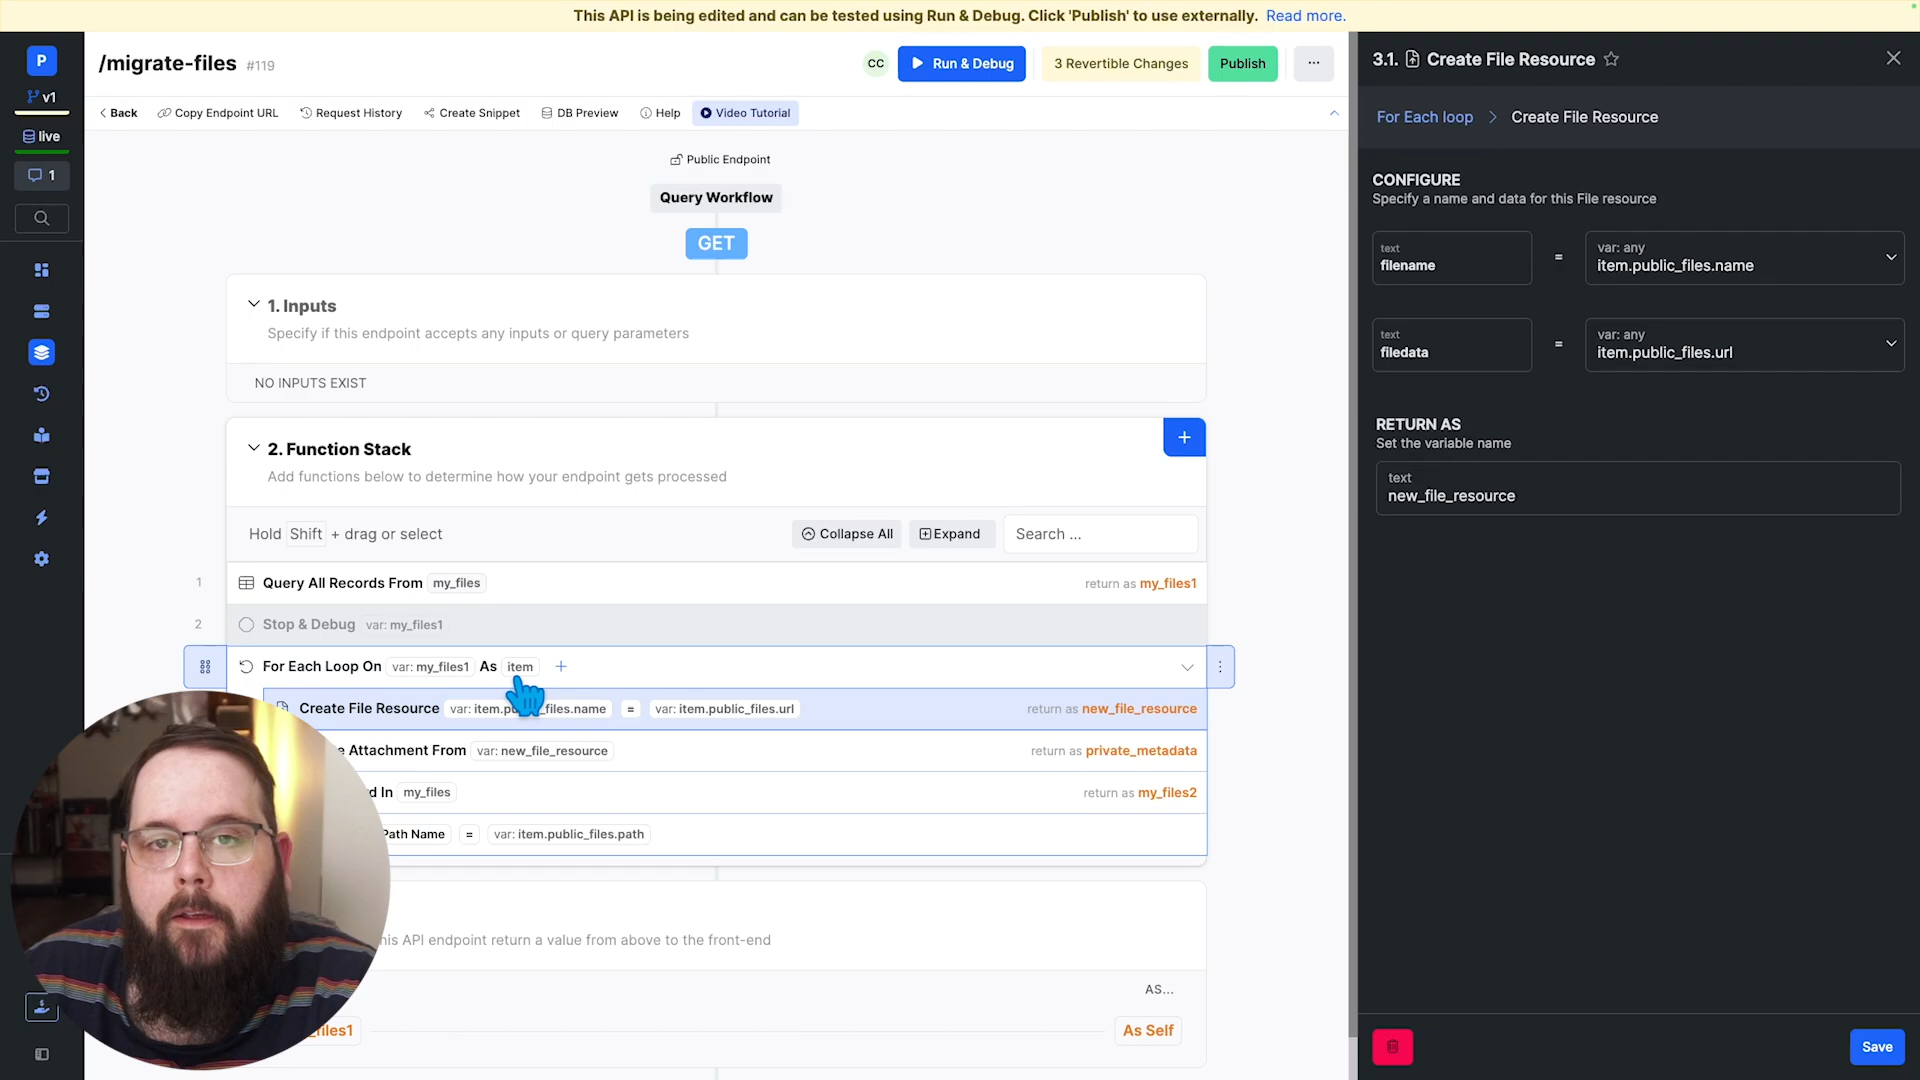 This API is being edited and can be tested using Run & Debug. Click 'Publish' to use externally. Read more.
P
v1
live
1
/migrate-files #119
CC
Run & Debug
3 Revertible Changes
Publish
...
Back
Copy Endpoint URL
Request History
Create Snippet
DB Preview
Help
Video Tutorial
Public Endpoint
Query Workflow
GET
1. Inputs
Specify if this endpoint accepts any inputs or query parameters
NO INPUTS EXIST
2. Function Stack
Add functions below to determine how your endpoint gets processed
+
Hold Shift + drag or select
Collapse All
Expand
Search ...
1 Query All Records From my_files return as my_files1
2 Stop & Debug var: my_files1
For Each Loop On var: my_files1 As item +
Create File Resource var: item.pu files.name = var: item.public_files.url return as new_file_resource
e Attachment From var: new_file_resource return as private_metadata
d In my_files return as my_files2
Path Name = var: item.public_files.path
his API endpoint return a value from above to the front-end
AS...
files1 As Self
3.1. Create File Resource
For Each loop > Create File Resource
CONFIGURE
Specify a name and data for this File resource
text
filename
=
var: any
item.public_files.name
text
filedata
=
var: any
item.public_files.url
RETURN AS
Set the variable name
text
new_file_resource
Save